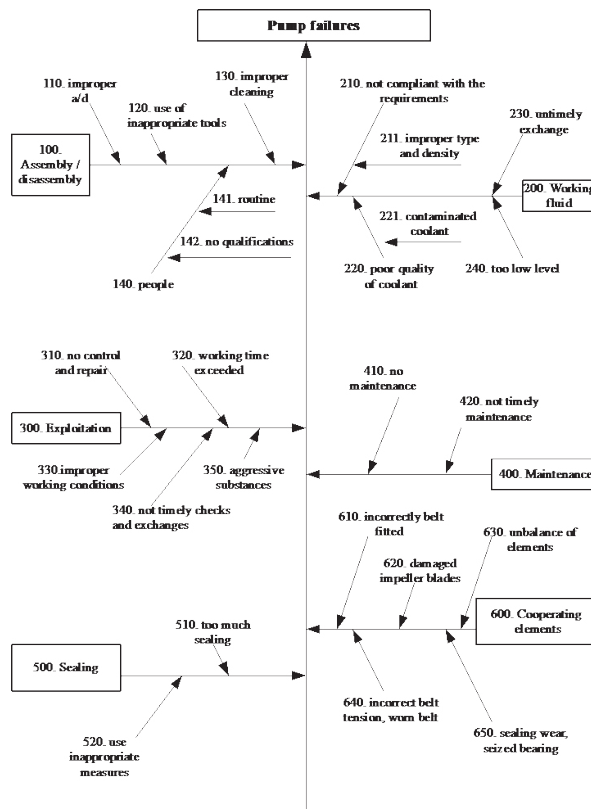 Pump failures
110. improper
a/d
120. use of
inappropriate tools
130. improper
cleaning
100.
Assembly /
disassembly
141. routine
142. no qualifications
140. people
210. not compliant with the
requirements
211. improper type
and density
230. untimely
exchange
200. Working
fluid
221. contaminated
coolant
220. poor quality
of coolant
240. too low level
310. no control
and repair
320. working time
exceeded
300. Exploitation
330.improper
working conditions
340. not timely checks
and exchanges
350. aggressive
substances
410. no
maintenance
420. not timely
maintenance
400. Maintenance
610. incorrectly belt
fitted
620. damaged
impeller blades
630. unbalance of
elements
600. Cooperating
elements
640. incorrect belt
tension, worn belt
650. sealing wear,
seized bearing
510. too much
sealing
500. Sealing
520. use
inappropriate
measures